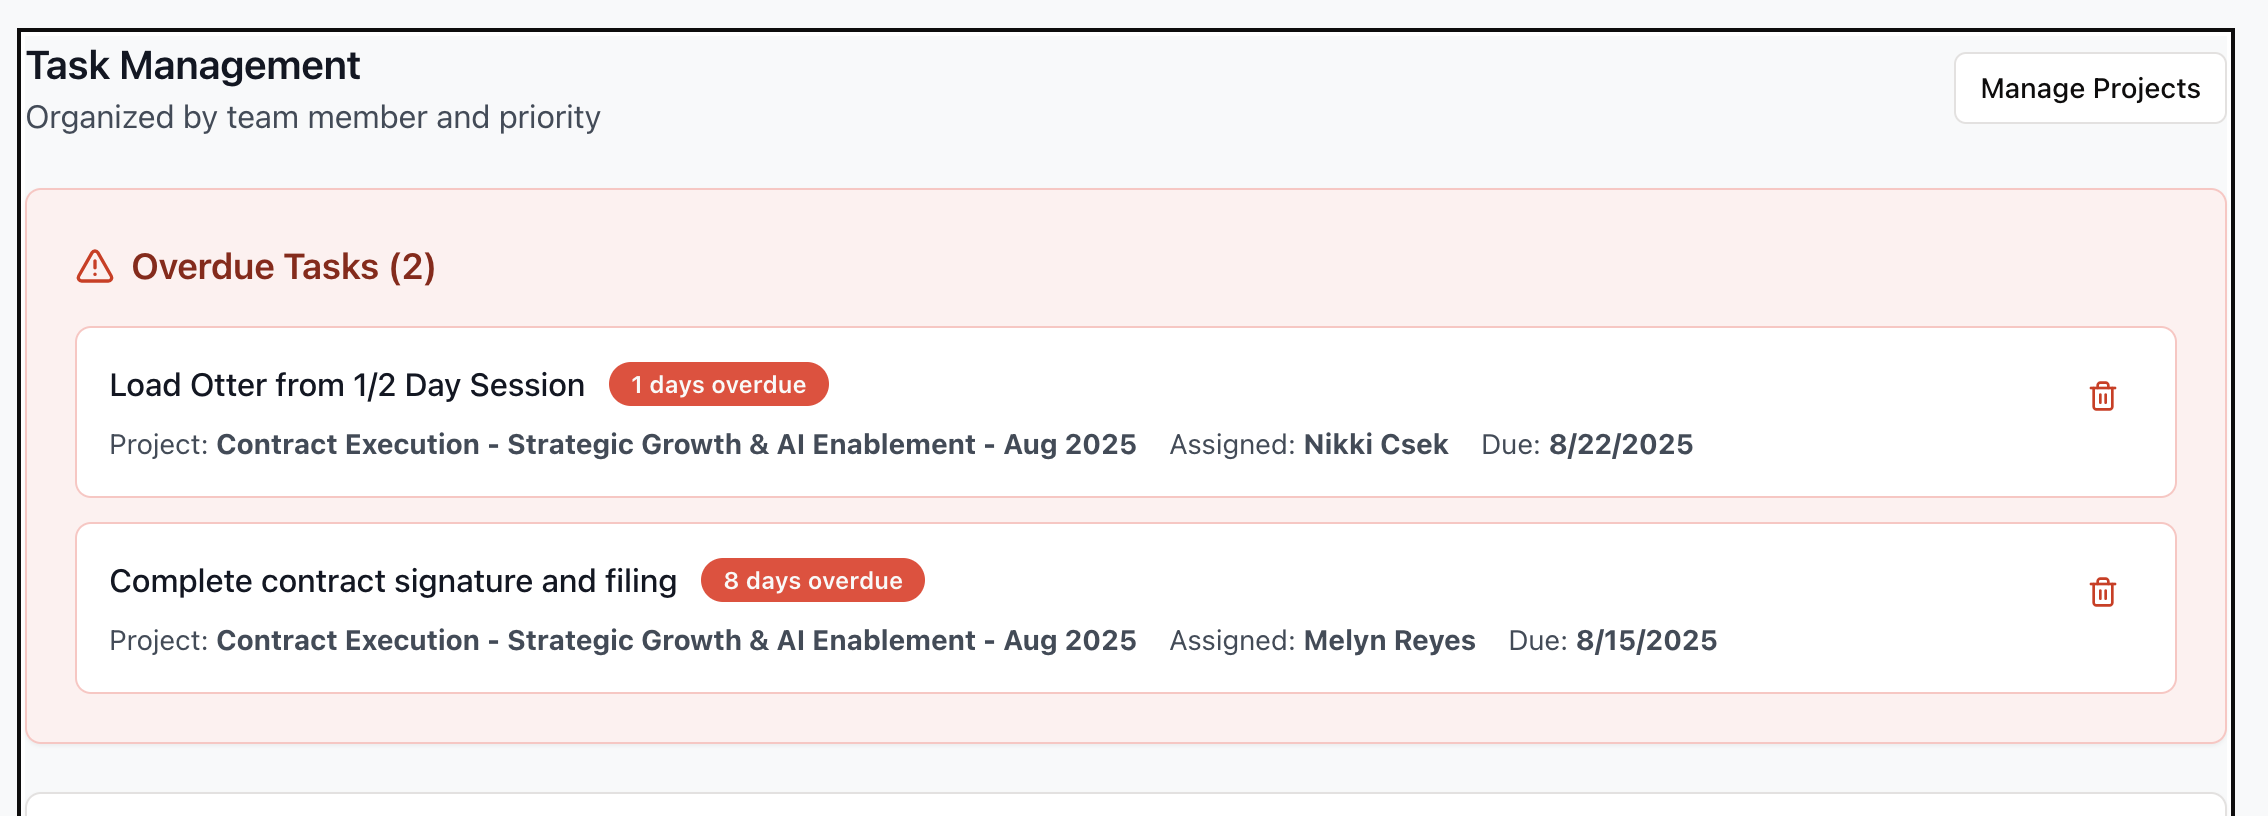 Task Management
Organized by team member and priority
Manage Projects
Overdue Tasks (2)
Load Otter from 1/2 Day Session 1 days overdue
Project: Contract Execution - Strategic Growth & AI Enablement - Aug 2025 Assigned: Nikki Csek Due: 8/22/2025
Complete contract signature and filing 8 days overdue
Project: Contract Execution - Strategic Growth & AI Enablement - Aug 2025 Assigned: Melyn Reyes Due: 8/15/2025